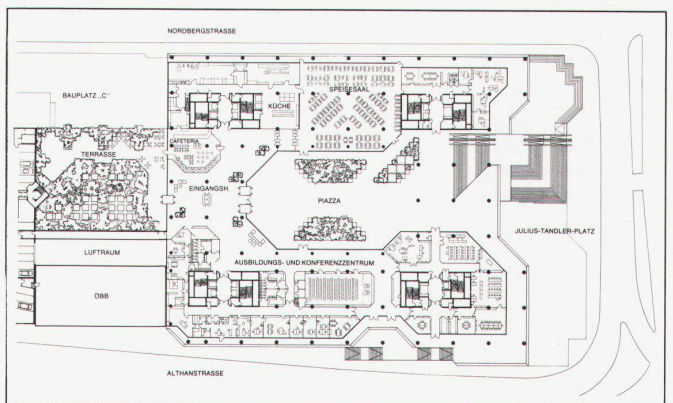 NORDBERGSTRASSE
BAUPLATZ „C"
SPEISESAAL
KÜCHE
CAFETERIA
TERRASSE
EINGANGSH.
PIAZZA
JULIUS-TANDLER-PLATZ
LUFTRAUM
AUSBILDUNGS- UND KONFERENZZENTRUM
ÖBB
ALTHANSTRASSE